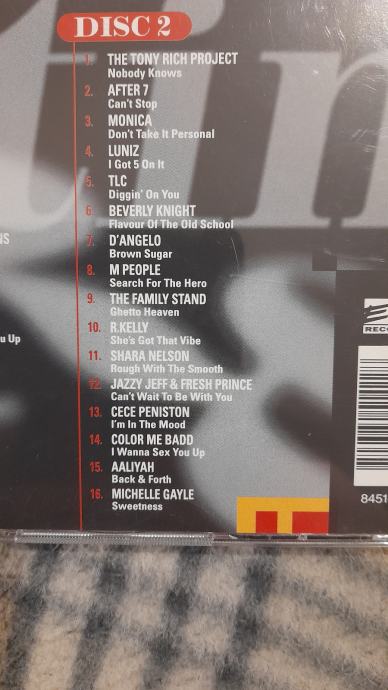 DISC 2
1. THE TONY RICH PROJECT
Nobody Knows
2. AFTER 7
Can't Stop
3. MONICA
Don't Take It Personal
4. LUNIZ
I Got 5 On It
5. TLC
Diggin' On You
6. BEVERLY KNIGHT
Flavour Of The Old School
7. D'ANGELO
Brown Sugar
8. M PEOPLE
Search For The Hero
9. THE FAMILY STAND
Ghetto Heaven
10. R.KELLY
She's Got That Vibe
11. SHARA NELSON
Rough With The Smooth
12. JAZZY JEFF & FRESH PRINCE
Can't Wait To Be With You
13. CECE PENISTON
I'm In The Mood
14. COLOR ME BADD
I Wanna Sex You Up
15. AALIYAH
Back & Forth
16. MICHELLE GAYLE
Sweetness
NS
u Up
RECO
8451